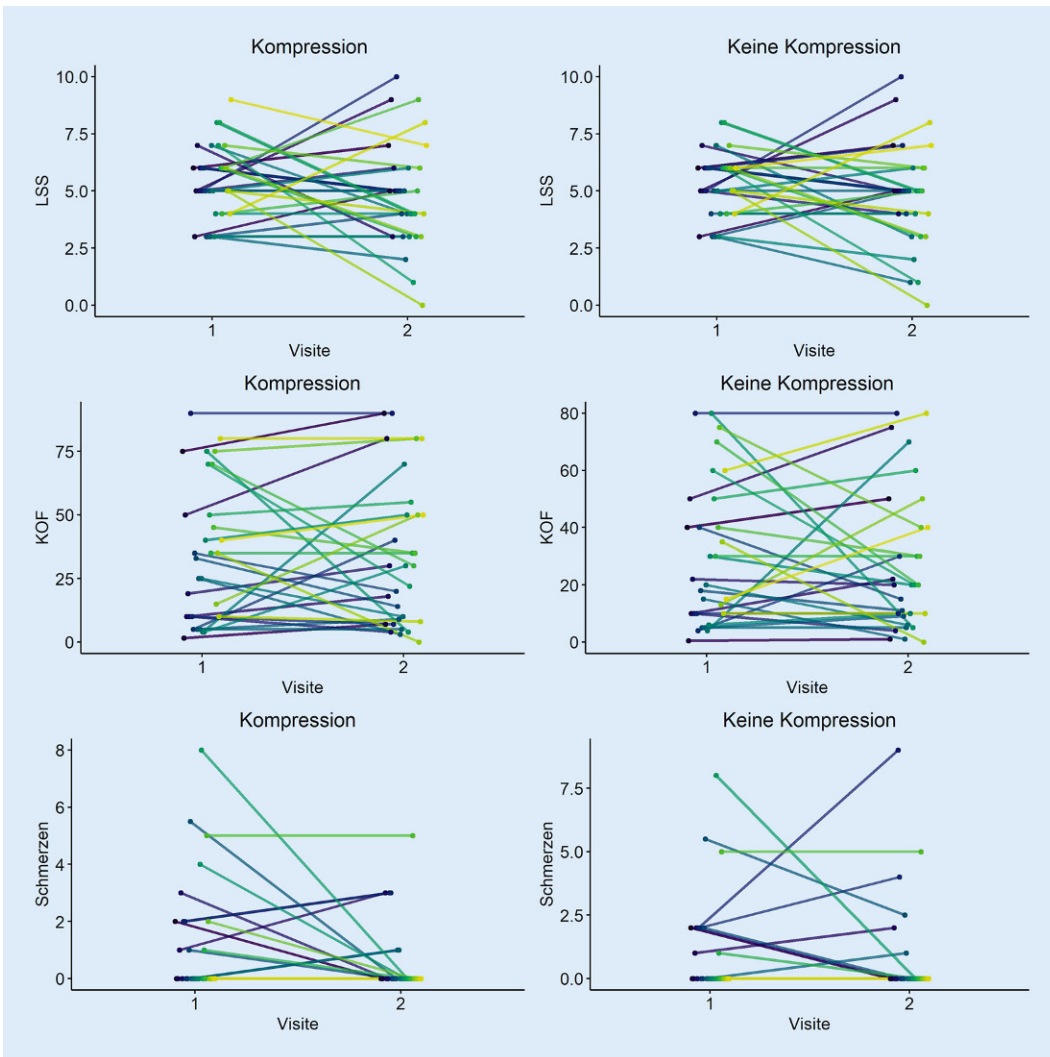 Kompression
Keine Kompression
10.0
7.5
5.0
2.5
0.0
LSS
1
2
Visite
10.0
7.5
5.0
2.5
0.0
LSS
1
2
Visite
Kompression
Keine Kompression
75
50
25
0
KOF
1
2
Visite
80
60
40
20
0
KOF
1
2
Visite
Kompression
Keine Kompression
8
6
4
2
0
Schmerzen
1
2
Visite
7.5
5.0
2.5
0.0
Schmerzen
1
2
Visite